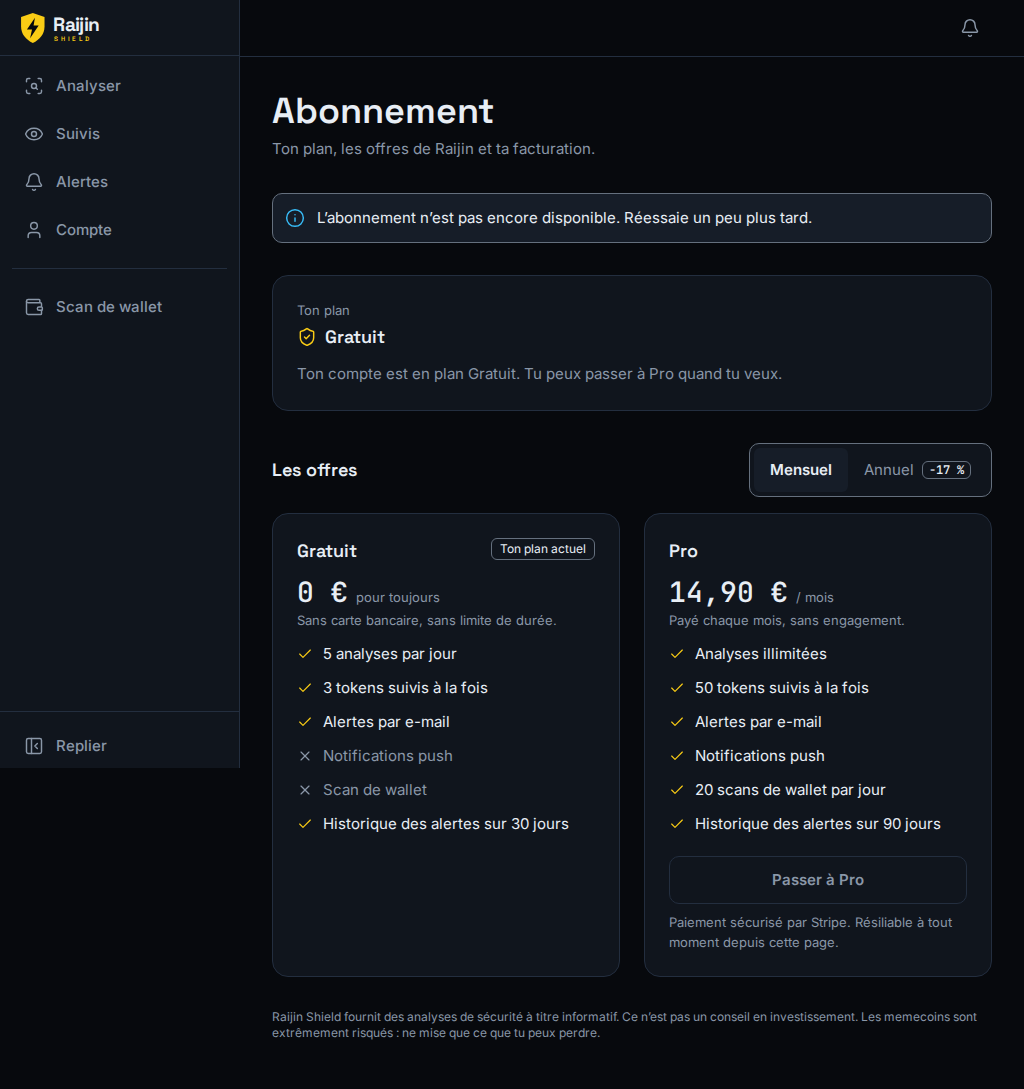 Raijin
SHIELD
Analyser
Suivis
Alertes
Compte
Scan de wallet
Replier
Abonnement
Ton plan, les offres de Raijin et ta facturation.
L’abonnement n’est pas encore disponible. Réessaie un peu plus tard.
Ton plan
Gratuit
Ton compte est en plan Gratuit. Tu peux passer à Pro quand tu veux.
Les offres
Mensuel
Annuel -17 %
Gratuit
Ton plan actuel
0 € pour toujours
Sans carte bancaire, sans limite de durée.
5 analyses par jour
3 tokens suivis à la fois
Alertes par e-mail
Notifications push
Scan de wallet
Historique des alertes sur 30 jours
Pro
14,90 € / mois
Payé chaque mois, sans engagement.
Analyses illimitées
50 tokens suivis à la fois
Alertes par e-mail
Notifications push
20 scans de wallet par jour
Historique des alertes sur 90 jours
Passer à Pro
Paiement sécurisé par Stripe. Résiliable à tout
moment depuis cette page.
Raijin Shield fournit des analyses de sécurité à titre informatif. Ce n’est pas un conseil en investissement. Les memecoins sont
extrêmement risqués : ne mise que ce que tu peux perdre.